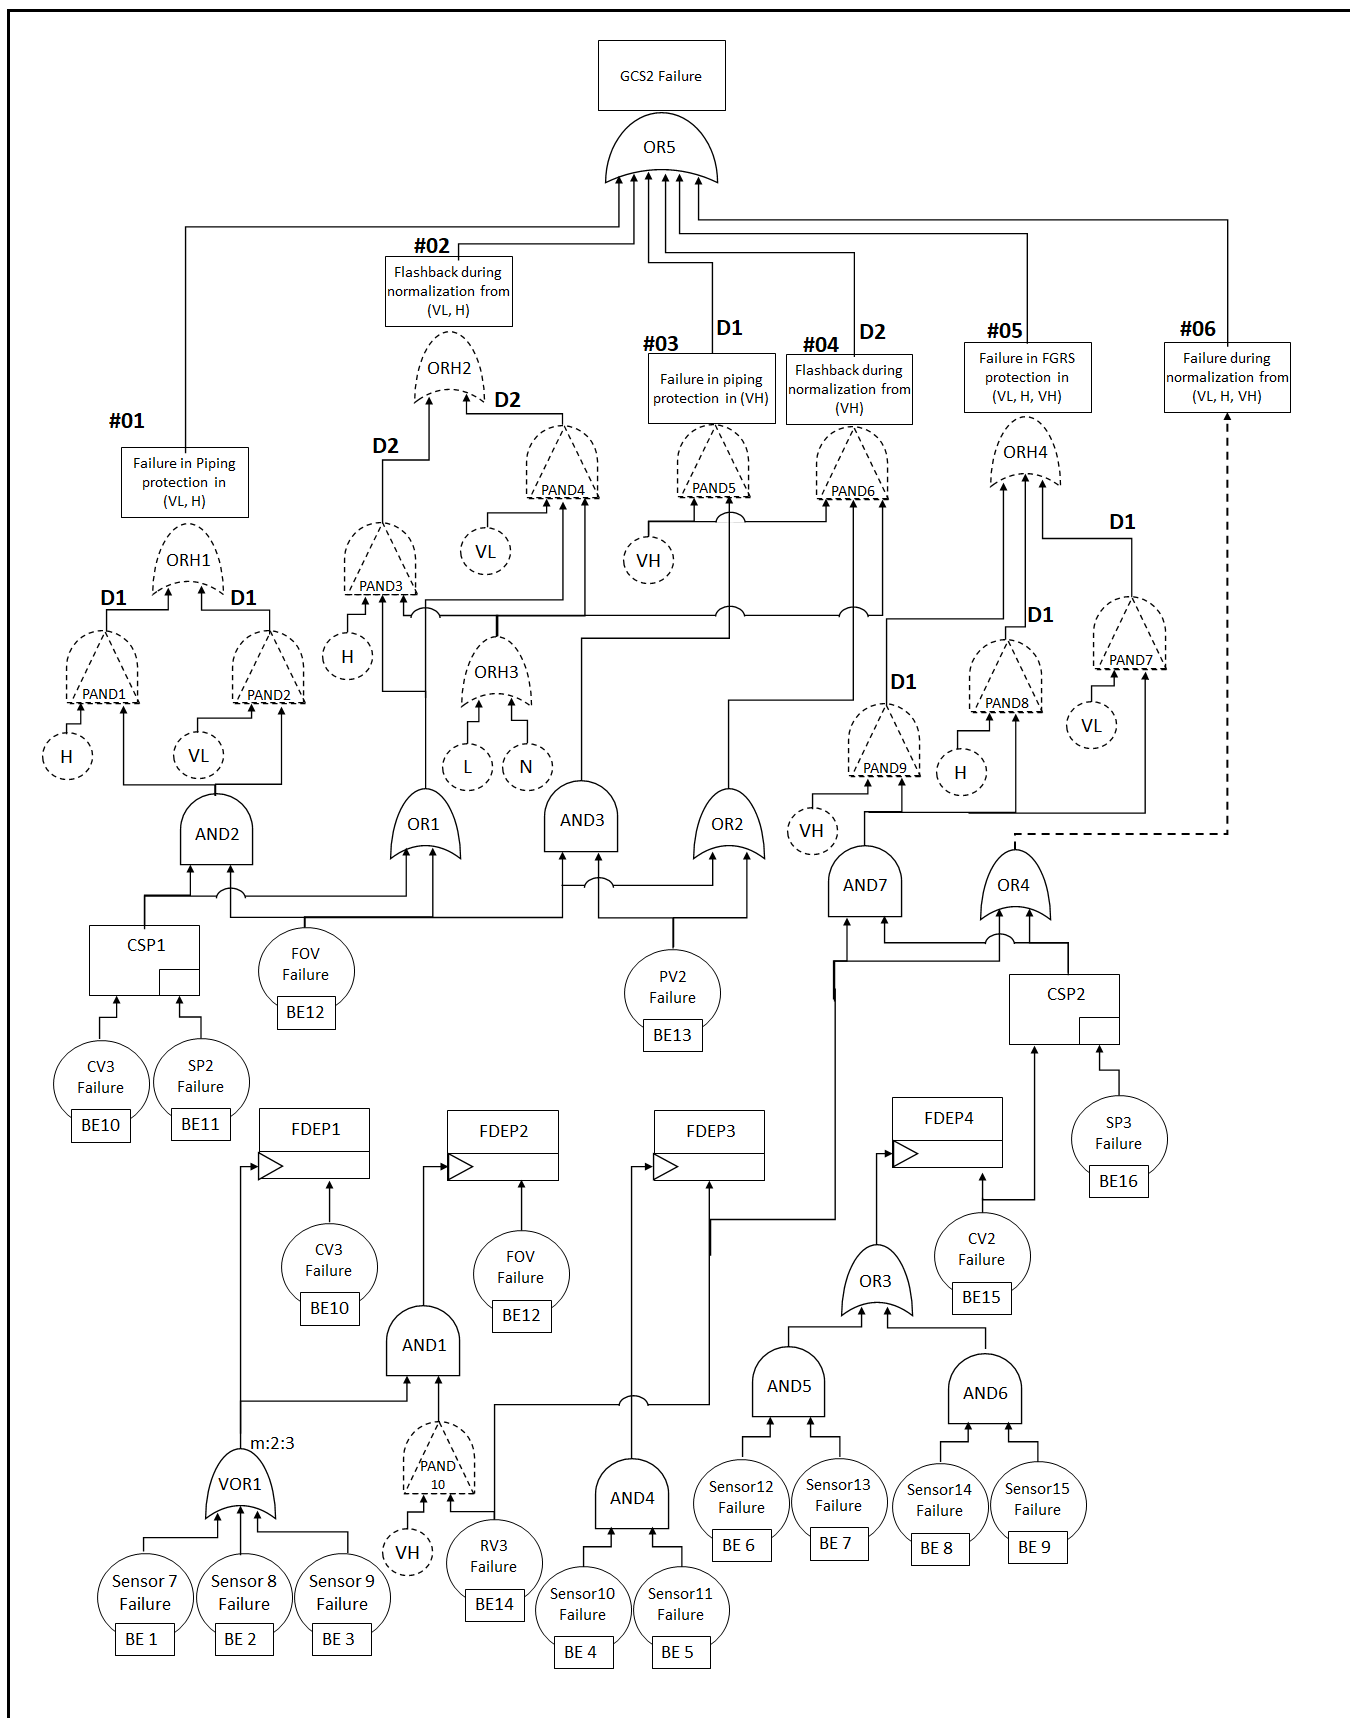 GCS2 Failure
OR5
#02
Flashback during
normalization from
(VL, H)
ORH2
D2
D2
PAND4
VL
PAND3
H
#01
Failure in Piping
protection in
(VL, H)
ORH1
D1
D1
PAND1
PAND2
H
VL
D1
#03
Failure in piping
protection in (VH)
PAND5
VH
D2
#04
Flashback during
normalization from
(VH)
PAND6
#05
Failure in FGRS
protection in
(VL, H, VH)
ORH4
D1
D1
D1
PAND7
PAND8
PAND9
VL
H
VH
#06
Failure during
normalization from
(VL, H, VH)
ORH3
L
N
AND2
OR1
AND3
OR2
AND7
OR4
CSP1
FOV
Failure
BE12
PV2
Failure
BE13
CSP2
CV3
Failure
BE10
SP2
Failure
BE11
SP3
Failure
BE16
FDEP1
FDEP2
FDEP3
FDEP4
CV3
Failure
BE10
FOV
Failure
BE12
CV2
Failure
BE15
OR3
AND1
AND5
AND6
m:2:3
VOR1
PAND
10
AND4
VH
RV3
Failure
BE14
Sensor12
Failure
BE 6
Sensor13
Failure
BE 7
Sensor14
Failure
BE 8
Sensor15
Failure
BE 9
Sensor 7
Failure
BE 1
Sensor 8
Failure
BE 2
Sensor 9
Failure
BE 3
Sensor10
Failure
BE 4
Sensor11
Failure
BE 5